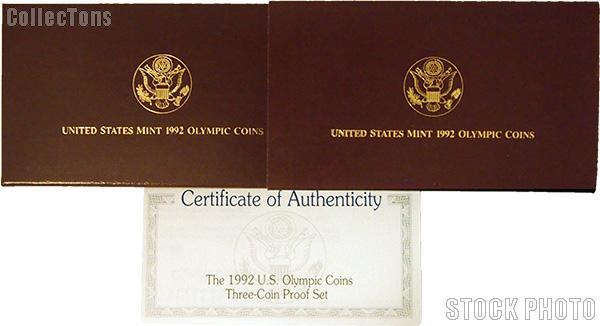 CollecTons
UNITED STATES MINT 1992 OLYMPIC COINS
UNITED STATES MINT 1992 OLYMPIC COINS
Certificate of Authenticity
The 1992 U.S. Olympic Coins
Three-Coin Proof Set
STOCK PHOTO